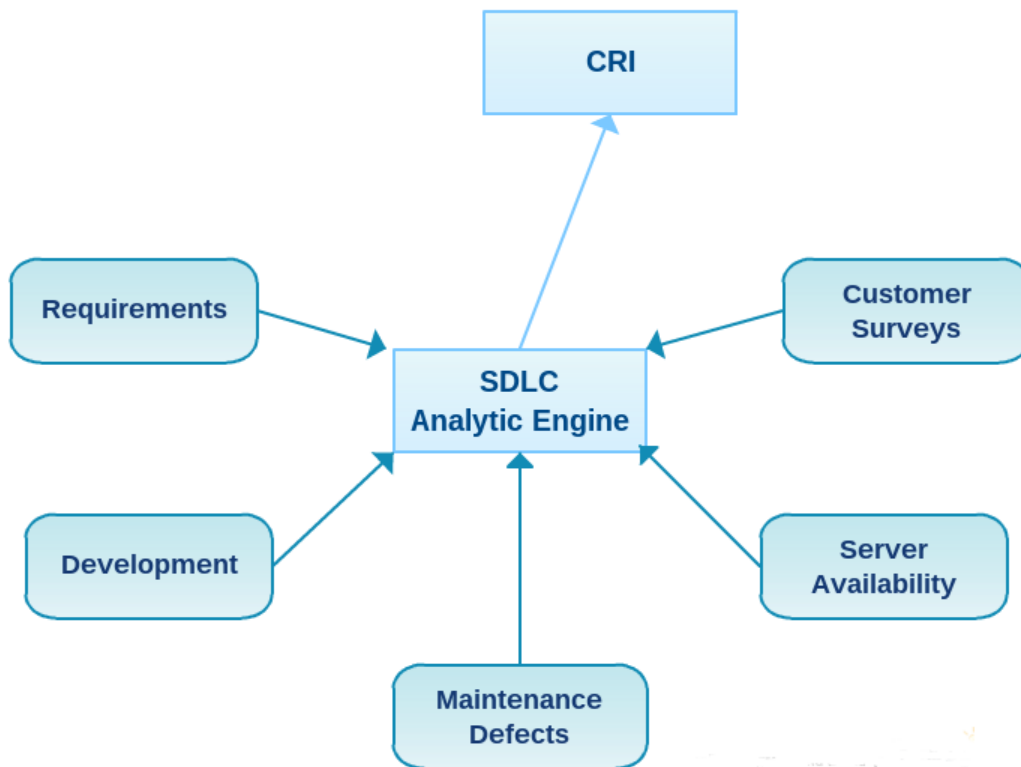 CRI
Requirements
Customer
Surveys
SDLC
Analytic Engine
Development
Server
Availability
Maintenance
Defects